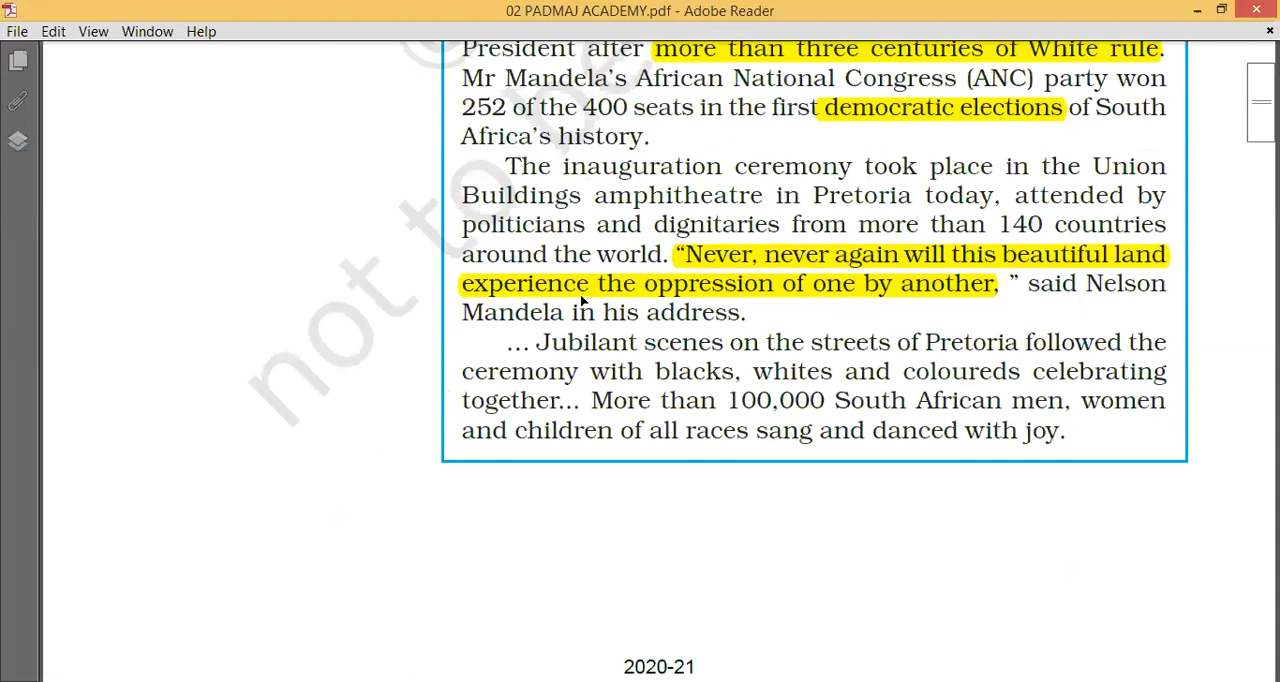 02 PADMAJ ACADEMY.pdf - Adobe Reader
File Edit View Window Help
President after more than three centuries of White rule.
Mr Mandela's African National Congress (ANC) party won
252 of the 400 seats in the first democratic elections of South
Africa's history.
The inauguration ceremony took place in the Union
Buildings amphitheatre in Pretoria today, attended by
politicians and dignitaries from more than 140 countries
around the world. “Never, never again will this beautiful land
experience the oppression of one by another, ” said Nelson
Mandela in his address.
... Jubilant scenes on the streets of Pretoria followed the
ceremony with blacks, whites and coloureds celebrating
together... More than 100,000 South African men, women
and children of all races sang and danced with joy.
not to be
2020-21